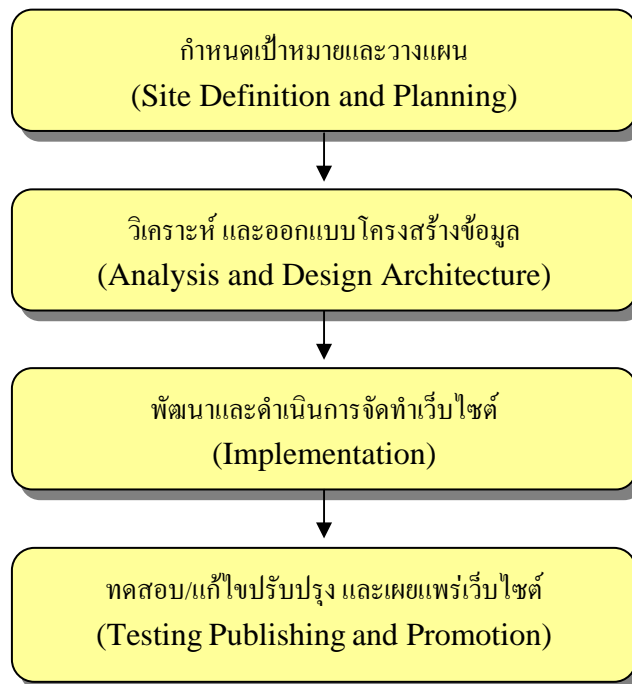 กำหนดเป้าหมายและวางแผน
(Site Definition and Planning)
วิเคราะห์ และออกแบบโครงสร้างข้อมูล
(Analysis and Design Architecture)
พัฒนาและดำเนินการจัดทำเว็บไซต์
(Implementation)
ทดสอบ/แก้ไขปรับปรุง และเผยแพร่เว็บไซต์
(Testing Publishing and Promotion)